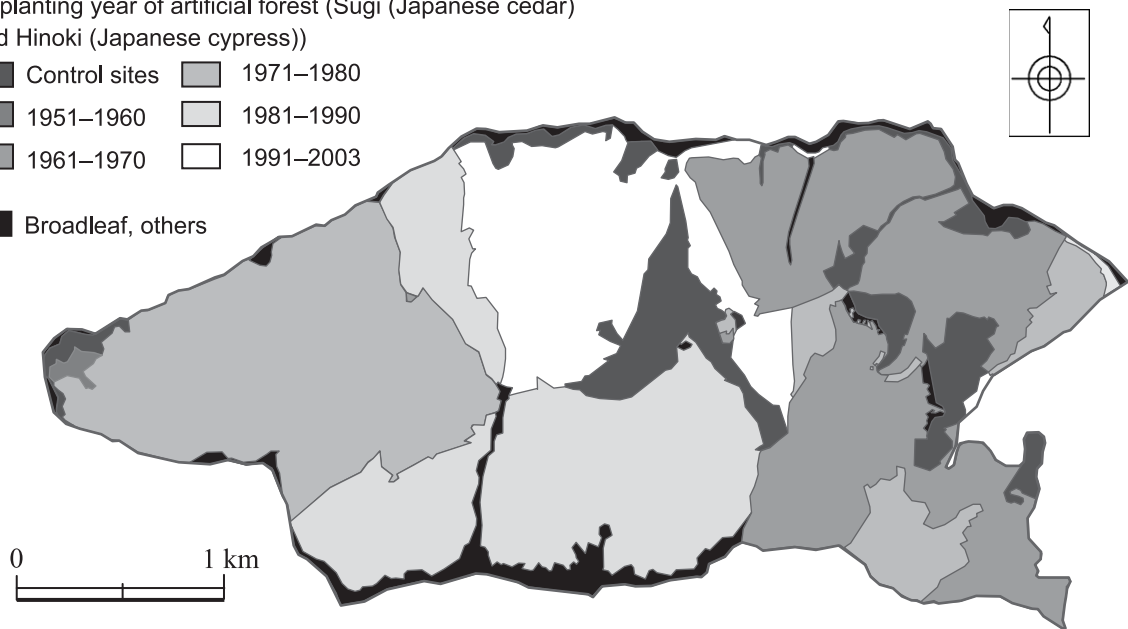 planting year of artificial forest (Sugi (Japanese cedar)
Hinoki (Japanese cypress))
Control sites
1971–1980
1951–1960
1981–1990
1961–1970
1991–2003
Broadleaf, others
0 1 km